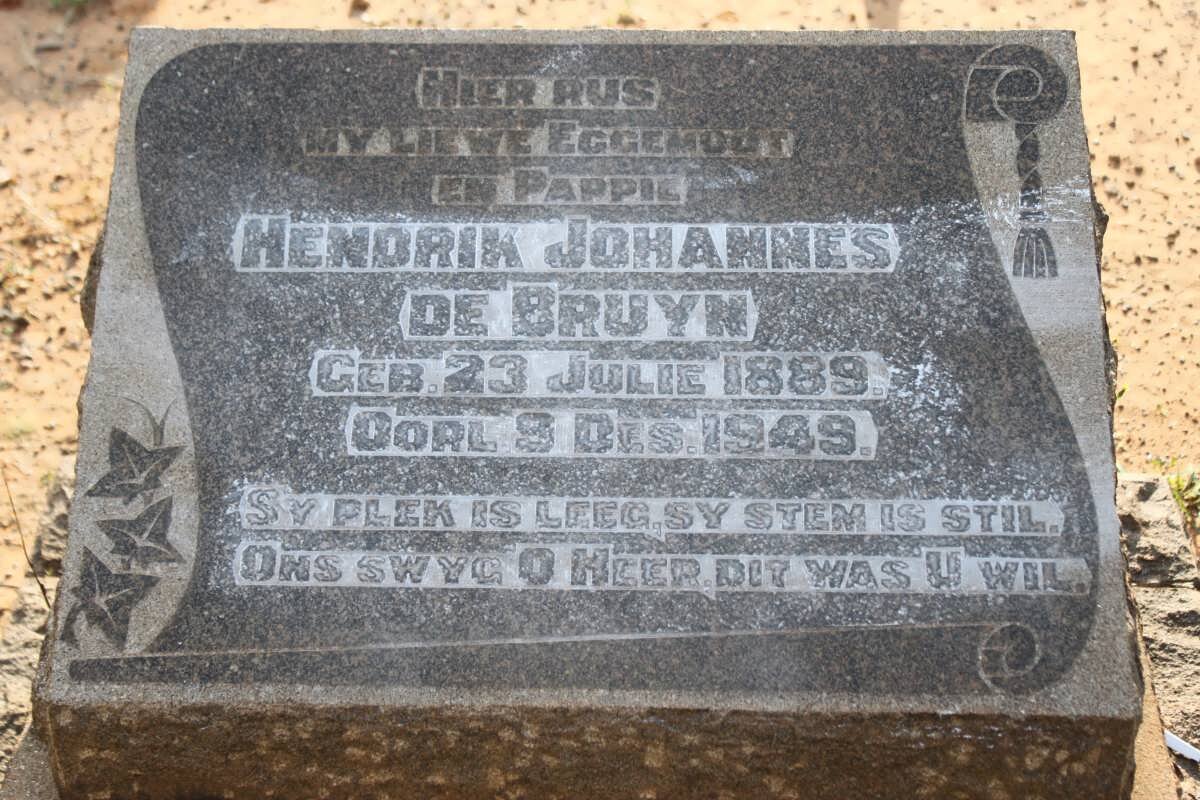 HIER RUS
MY LIEWE EGGENOOT
EN PAPPIE
HENDRIK JOHANNES
DE BRUYN
GEB. 23 JULIE 1889.
OORL 9 DES. 1949.
SY PLEK IS LEEG, SY STEM IS STIL.
ONS SWYG O HEER, DIT WAS U WIL.